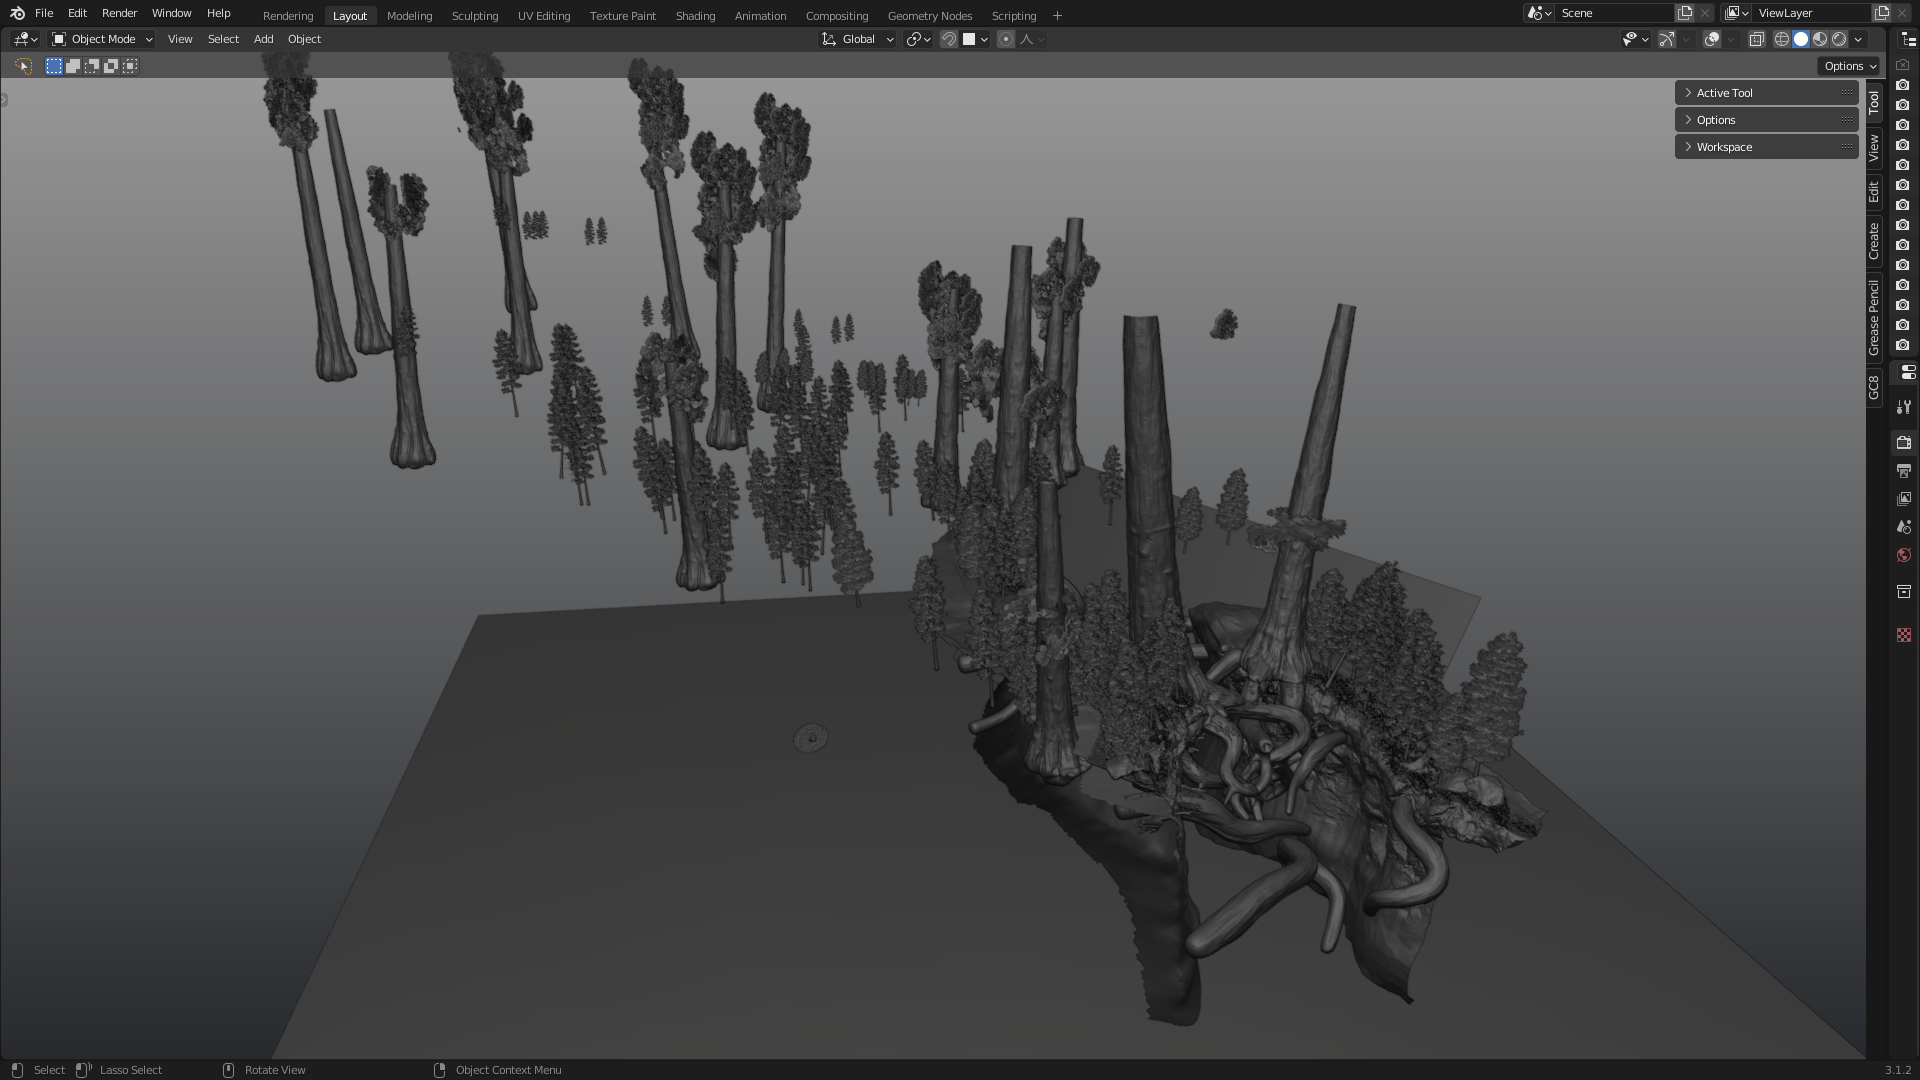 File Edit Render Window Help
Rendering Layout Modeling Sculpting UV Editing Texture Paint Shading Animation Compositing Geometry Nodes Scripting +
Scene
ViewLayer
Object Mode View Select Add Object
Global
Options
Active Tool
Options
Workspace
Tool
View
Edit
Create
Grease Pencil
GC8
Select Lasso Select Rotate View Object Context Menu
3.1.2